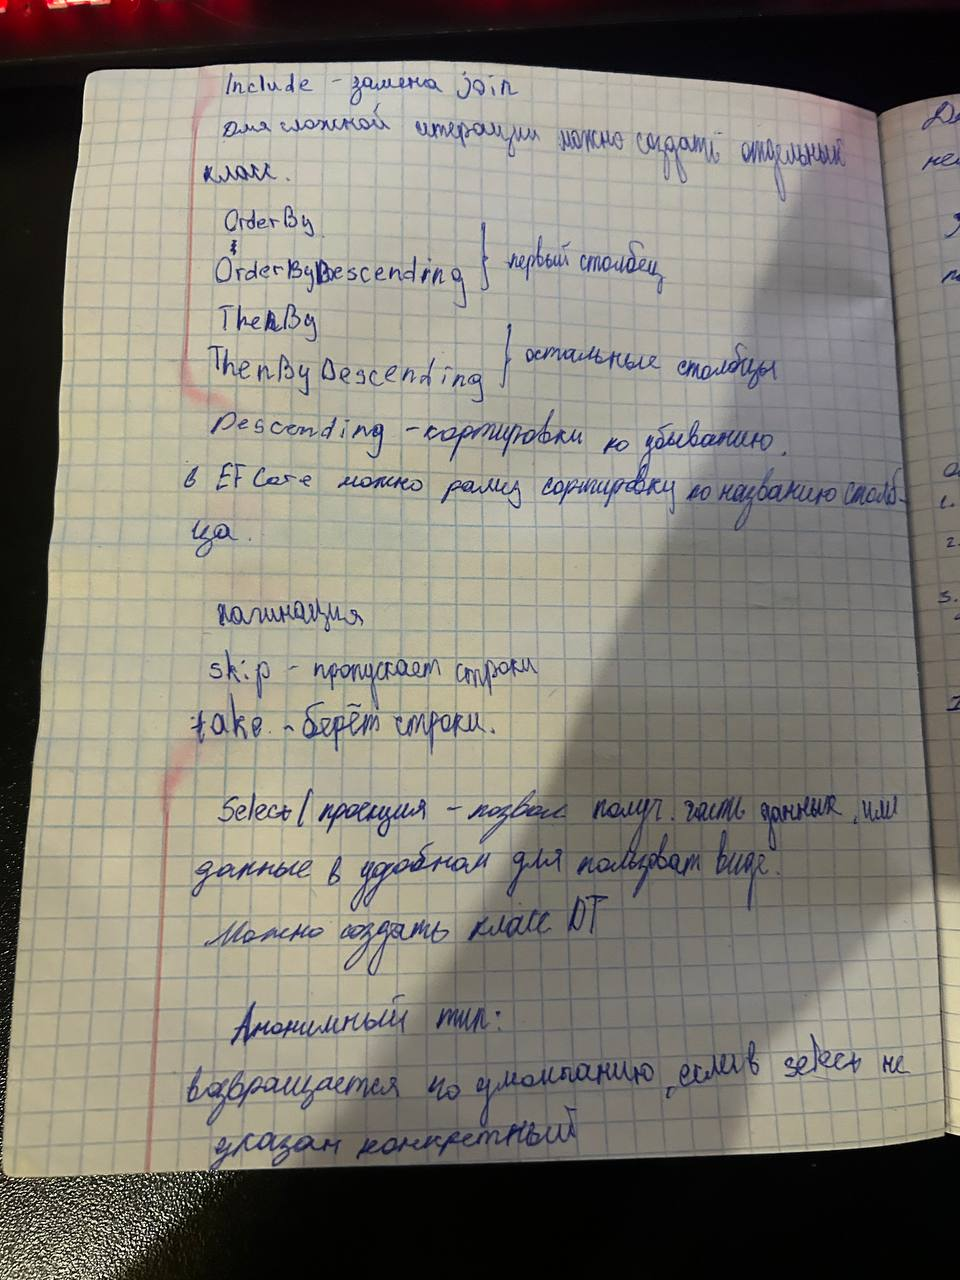 Include – замена join
для сложной итерации можно создать отдельный
класс.
OrderBy
OrderByDescending } первый столбец
ThenBy
ThenByDescending } остальные столбцы
Descending – сортировки по убыванию.
в EF Core можно реализ сортировку по названию столб-
ца.
пагинация
skip – пропускает строки
take – берёт строки.
Select / проекция – позвол получ. часть данных, или
данные в удобном для пользоват виде.
Можно создать класс DT
Анонимный тип:
возвращается по умолчанию, если в select не
указан конкретный